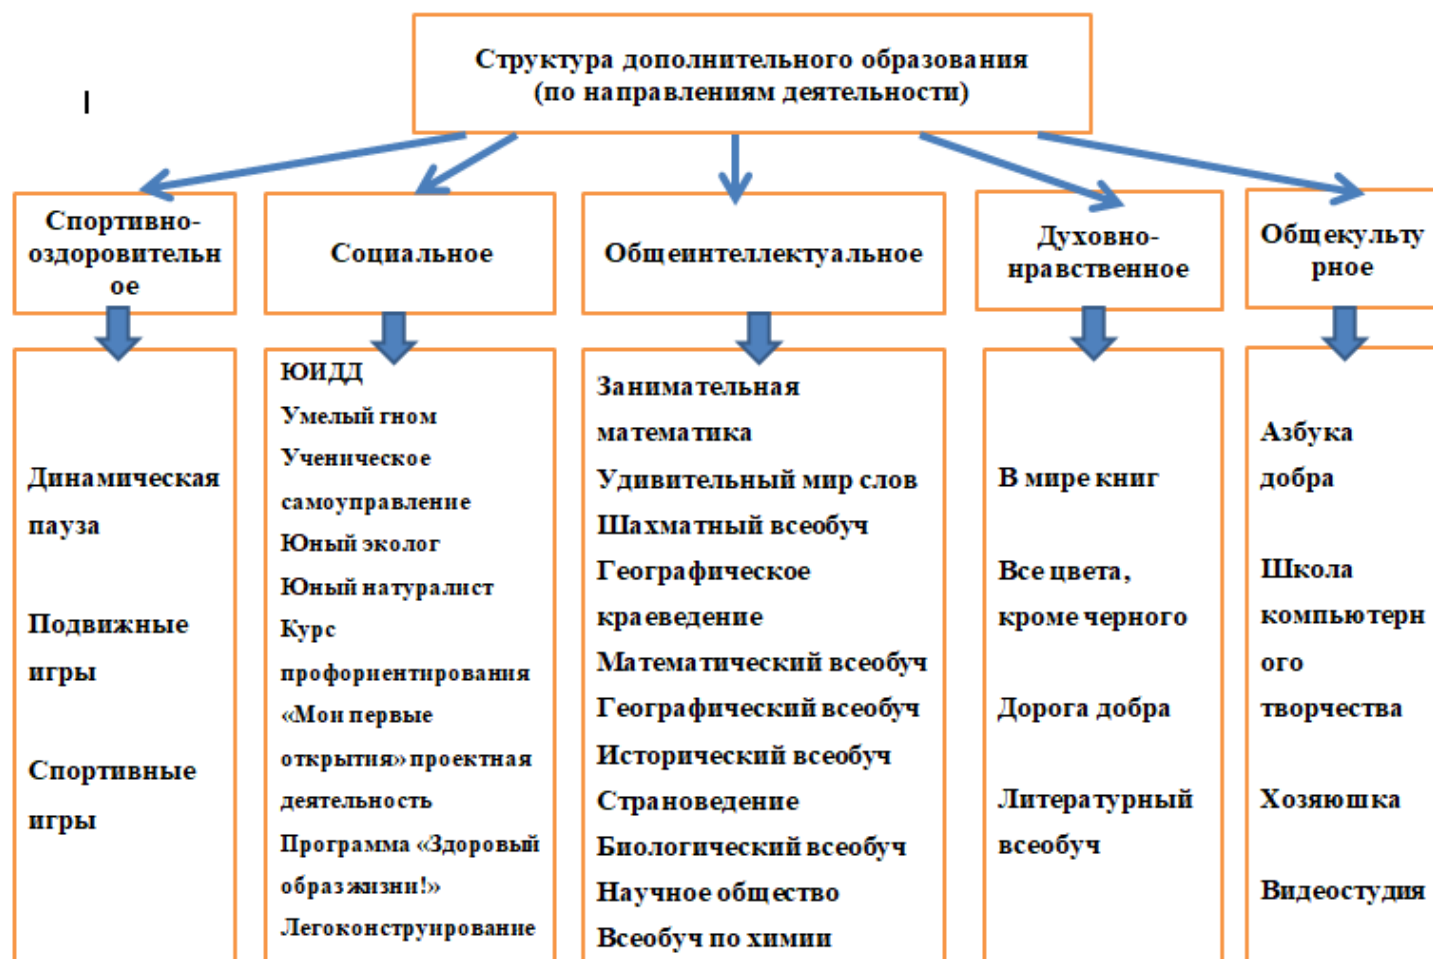 Структура дополнительного образования
(по направлениям деятельности)
Спортивно-
оздоровительн
ое
Социальное
Общеинтеллектуальное
Духовно-
нравственное
Общекульту
рное
Динамическая
пауза
Подвижные
игры
Спортивные
игры
ЮИДД
Умелый гном
Ученическое
самоуправление
Юный эколог
Юный натуралист
Курс
профориентирования
«Мои первые
открытия» проектная
деятельность
Программа «Здоровый
образ жизни!»
Легоконструирование
Занимательная
математика
Удивительный мир слов
Шахматный всеобуч
Географическое
краеведение
Математический всеобуч
Географический всеобуч
Исторический всеобуч
Страноведение
Биологический всеобуч
Научное общество
Всеобуч по химии
В мире книг
Все цвета,
кроме черного
Дорога добра
Литературный
всеобуч
Азбука
добра
Школа
компьютерн
ого
творчества
Хозяюшка
Видеостудия